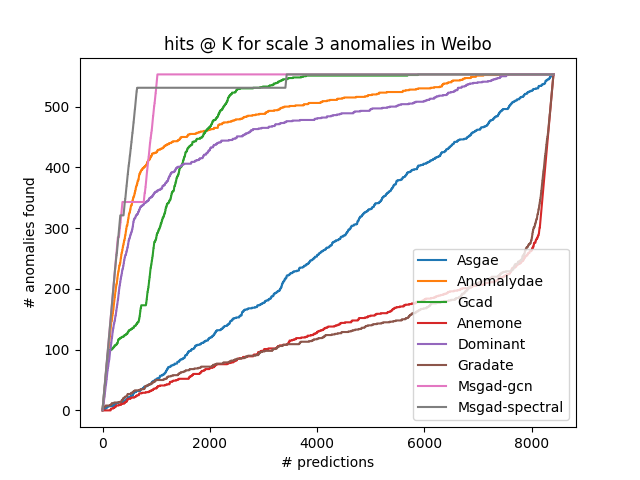 hits @ K for scale 3 anomalies in Weibo
# anomalies found
500
400
300
200
100
0
0 2000 4000 6000 8000
# predictions
Asgae
Anomalydae
Gcad
Anemone
Dominant
Gradate
Msgad-gcn
Msgad-spectral